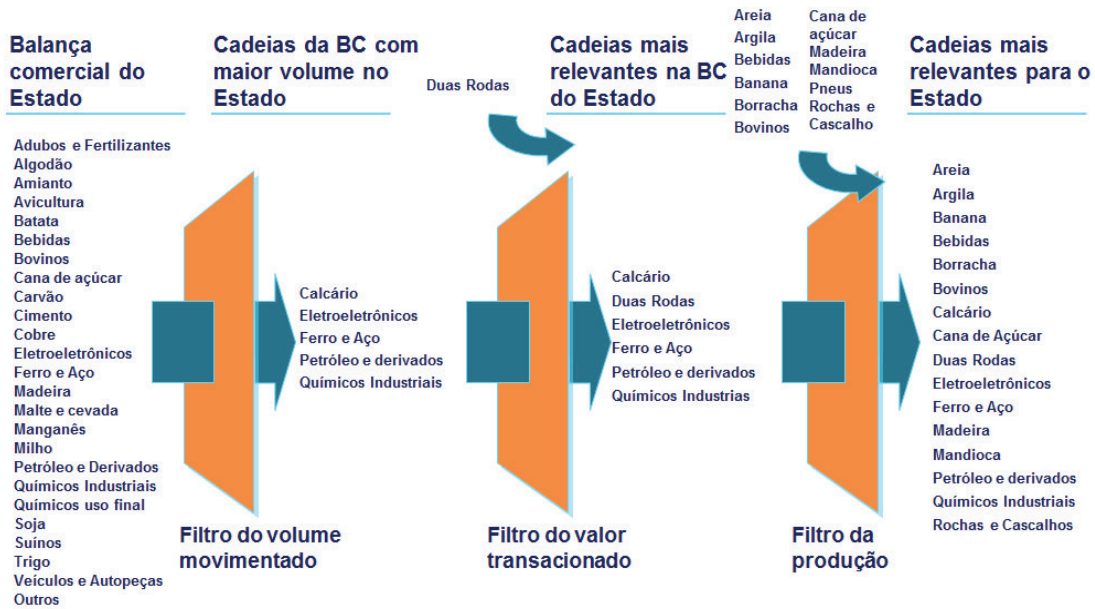 Balança
comercial do
Estado
Adubos e Fertilizantes
Algodão
Amianto
Avicultura
Batata
Bebidas
Bovinos
Cana de açúcar
Carvão
Cimento
Cobre
Eletroeletrônicos
Ferro e Aço
Madeira
Malte e cevada
Manganês
Milho
Petróleo e Derivados
Químicos Industriais
Químicos uso final
Soja
Suínos
Trigo
Veículos e Autopeças
Outros
Cadeias da BC com
maior volume no
Estado
Calcário
Eletroeletrônicos
Ferro e Aço
Petróleo e derivados
Químicos Industriais
Filtro do volume
movimentado
Duas Rodas
Cadeias mais
relevantes na BC
do Estado
Calcário
Duas Rodas
Eletroeletrônicos
Ferro e Aço
Petróleo e derivados
Químicos Industrias
Filtro do valor
transacionado
Areia
Argila
Bebidas
Banana
Borracha
Bovinos
Cana de
açúcar
Madeira
Mandioca
Pneus
Rochas e
Cascalho
Cadeias mais
relevantes para o
Estado
Areia
Argila
Banana
Bebidas
Borracha
Bovinos
Calcário
Cana de Açúcar
Duas Rodas
Eletroeletrônicos
Ferro e Aço
Madeira
Mandioca
Petróleo e derivados
Químicos Industriais
Rochas e Cascalhos
Filtro da
produção